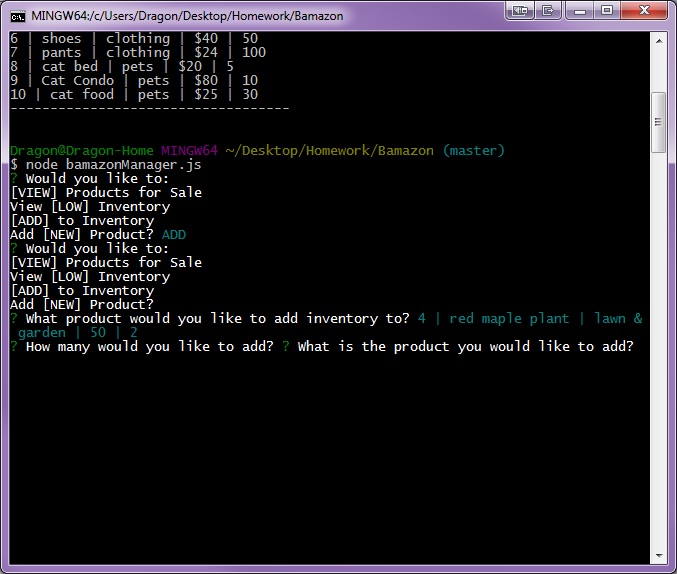 MINGW64:/c/Users/Dragon/Desktop/Homework/Bamazon
6 | shoes | clothing | $40 | 50
7 | pants | clothing | $24 | 100
8 | cat bed | pets | $20 | 5
9 | Cat Condo | pets | $80 | 10
10 | cat food | pets | $25 | 30
-----------------------------------
Dragon@Dragon-Home MINGW64 ~/Desktop/Homework/Bamazon (master)
$ node bamazonManager.js
? Would you like to:
[VIEW] Products for Sale
View [LOW] Inventory
[ADD] to Inventory
Add [NEW] Product? ADD
? Would you like to:
[VIEW] Products for Sale
View [LOW] Inventory
[ADD] to Inventory
Add [NEW] Product?
? What product would you like to add inventory to? 4 | red maple plant | lawn &
garden | 50 | 2
? How many would you like to add? ? What is the product you would like to add?